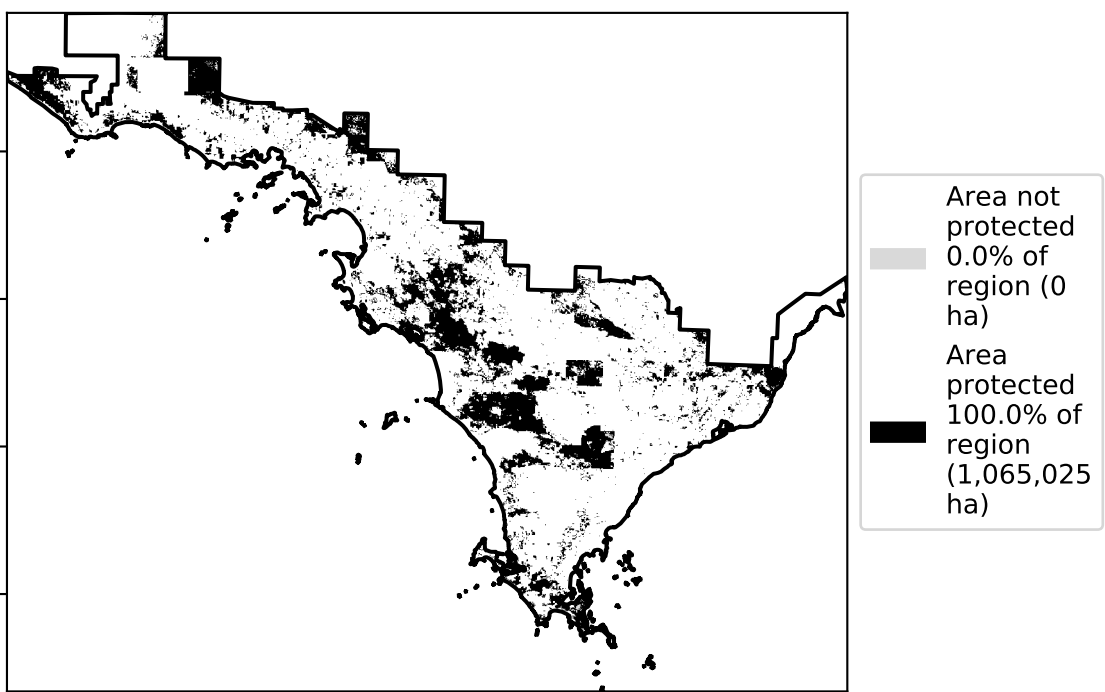 Area not
protected
0.0% of
region (0
ha)
Area
protected
100.0% of
region
(1,065,025
ha)